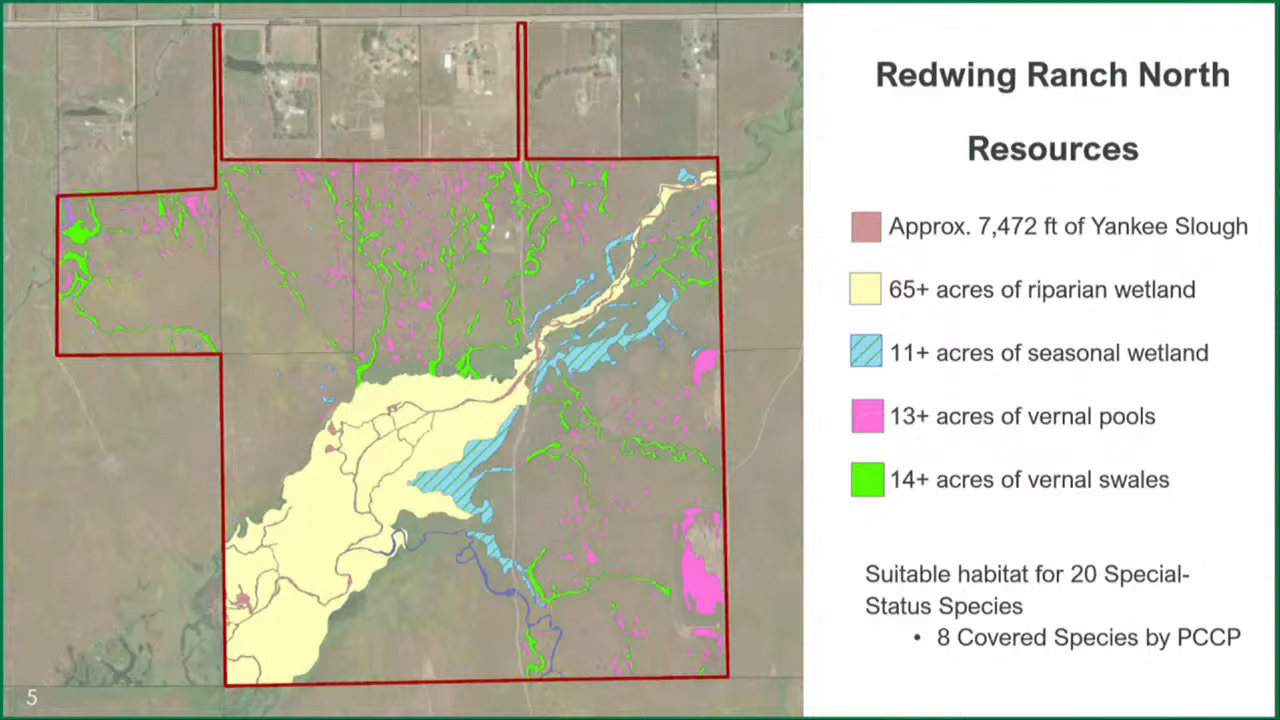 Redwing Ranch North
Resources
Approx. 7,472 ft of Yankee Slough
65+ acres of riparian wetland
11+ acres of seasonal wetland
13+ acres of vernal pools
14+ acres of vernal swales
Suitable habitat for 20 Special-
Status Species
• 8 Covered Species by PCCP
5